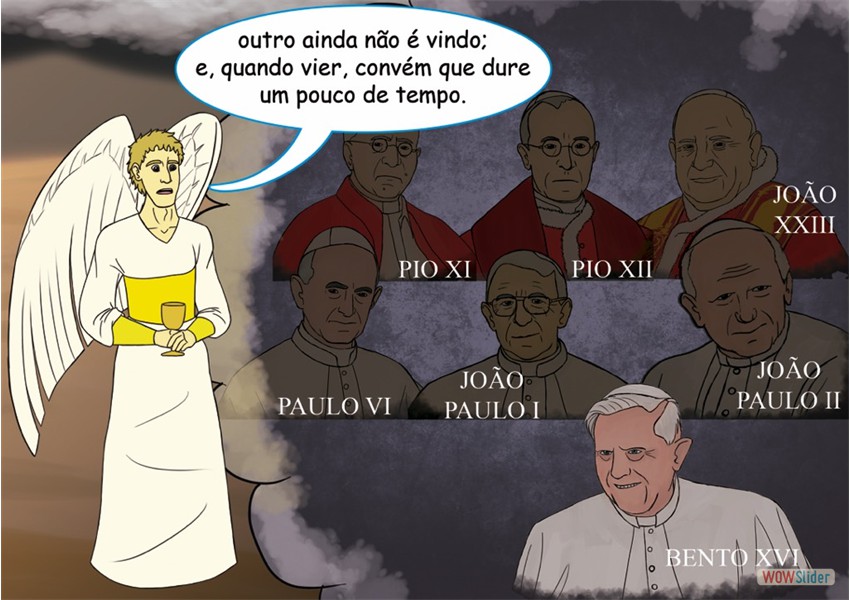 outro ainda não é vindo;
e, quando vier, convém que dure
um pouco de tempo.
JOÃO
XXIII
PIO XI
PIO XII
PAULO VI
JOÃO
PAULO I
JOÃO
PAULO II
BENTO XVI
WOWSlider